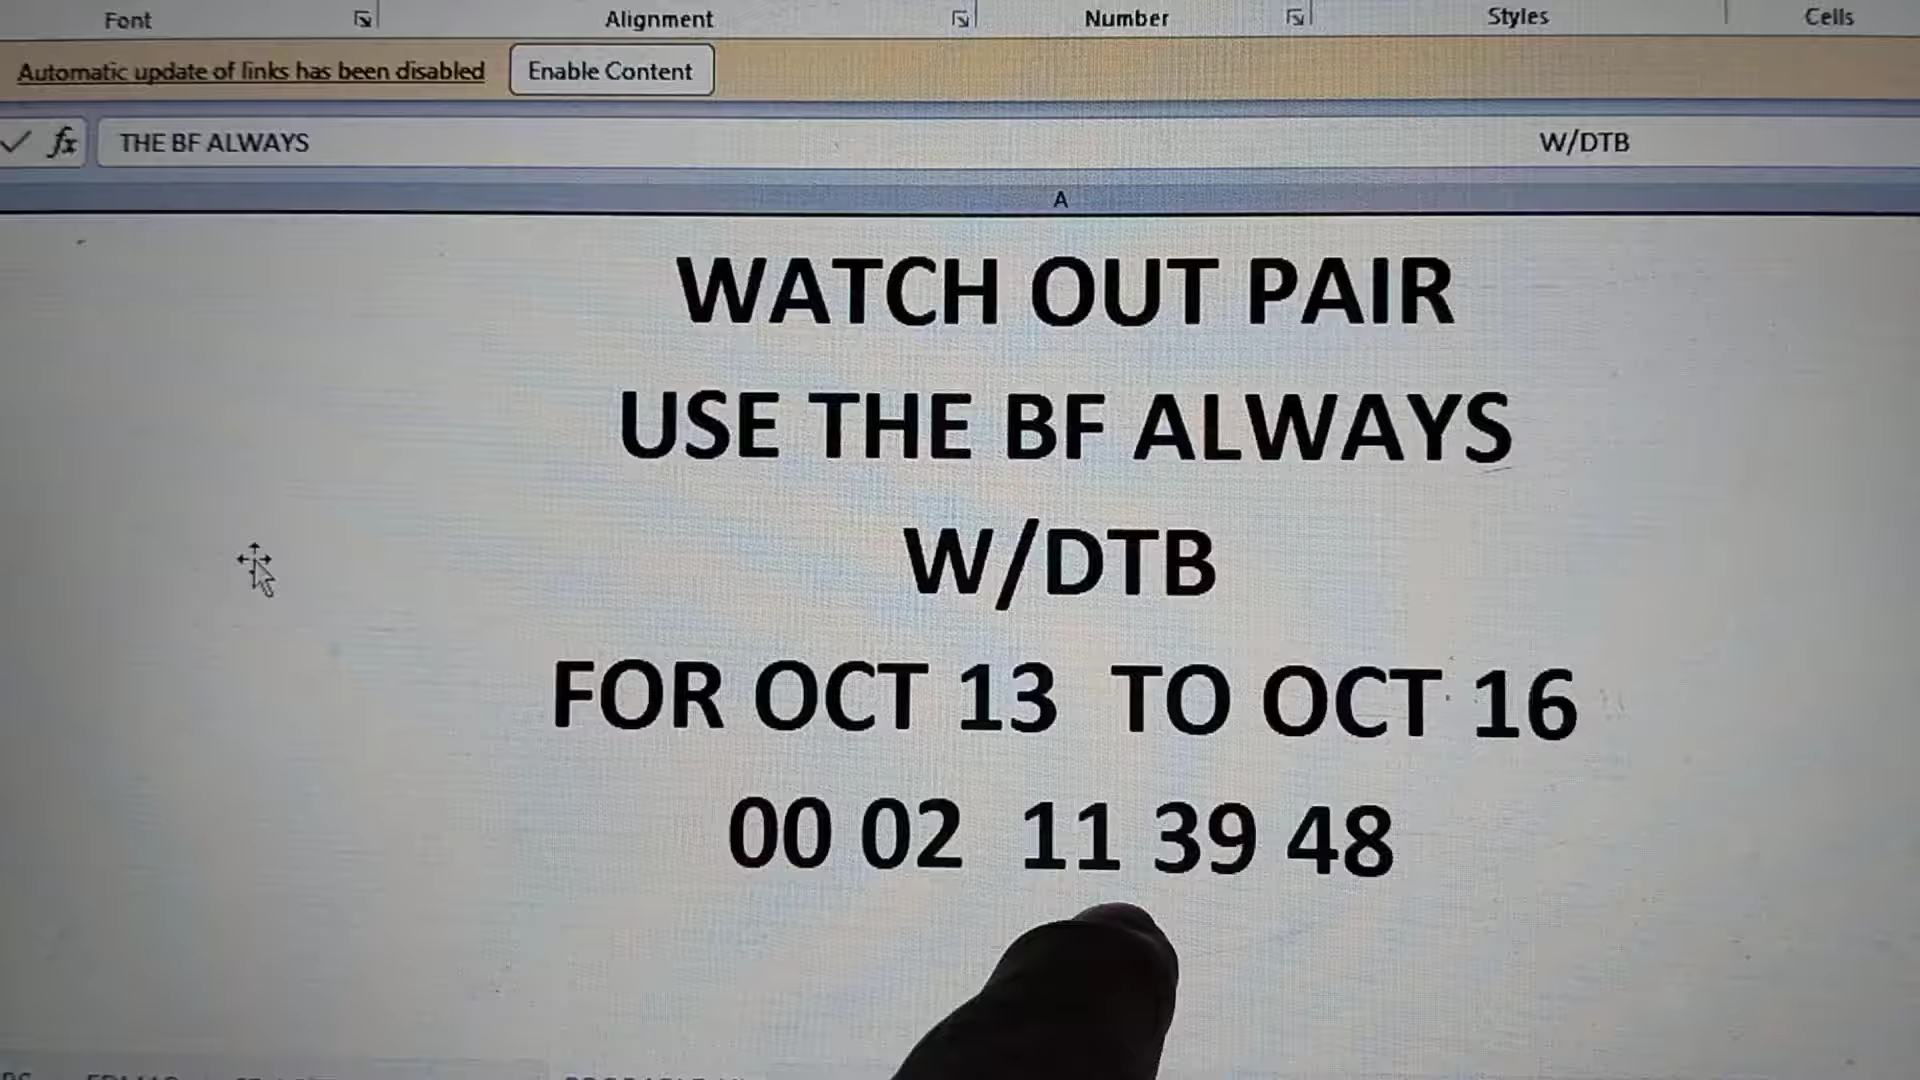 Font Alignment Number Styles Cells
Automatic update of links has been disabled Enable Content
fx THE BF ALWAYS W/DTB
A
WATCH OUT PAIR
USE THE BF ALWAYS
W/DTB
FOR OCT 13 TO OCT 16
00 02 11 39 48